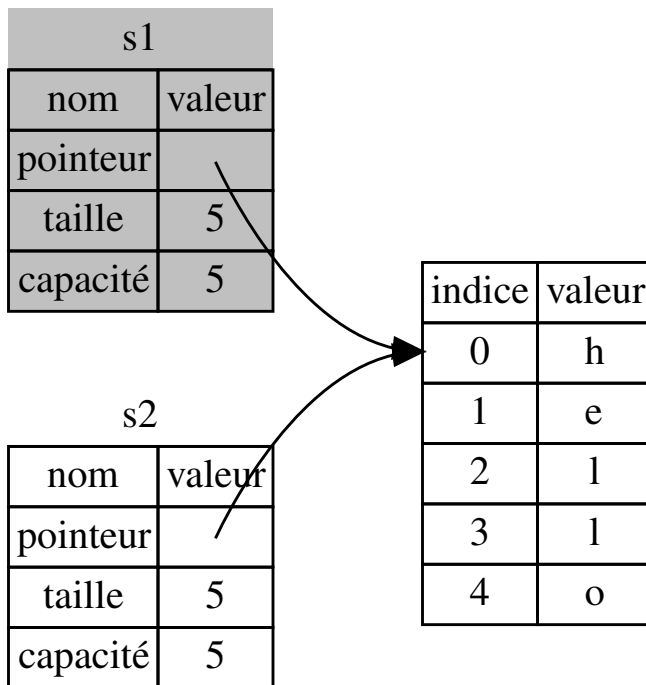 s1
nom valeur
pointeur
taille 5
capacité 5
s2
nom valeur
pointeur
taille 5
capacité 5
indice valeur
0 h
1 e
2 l
3 l
4 o